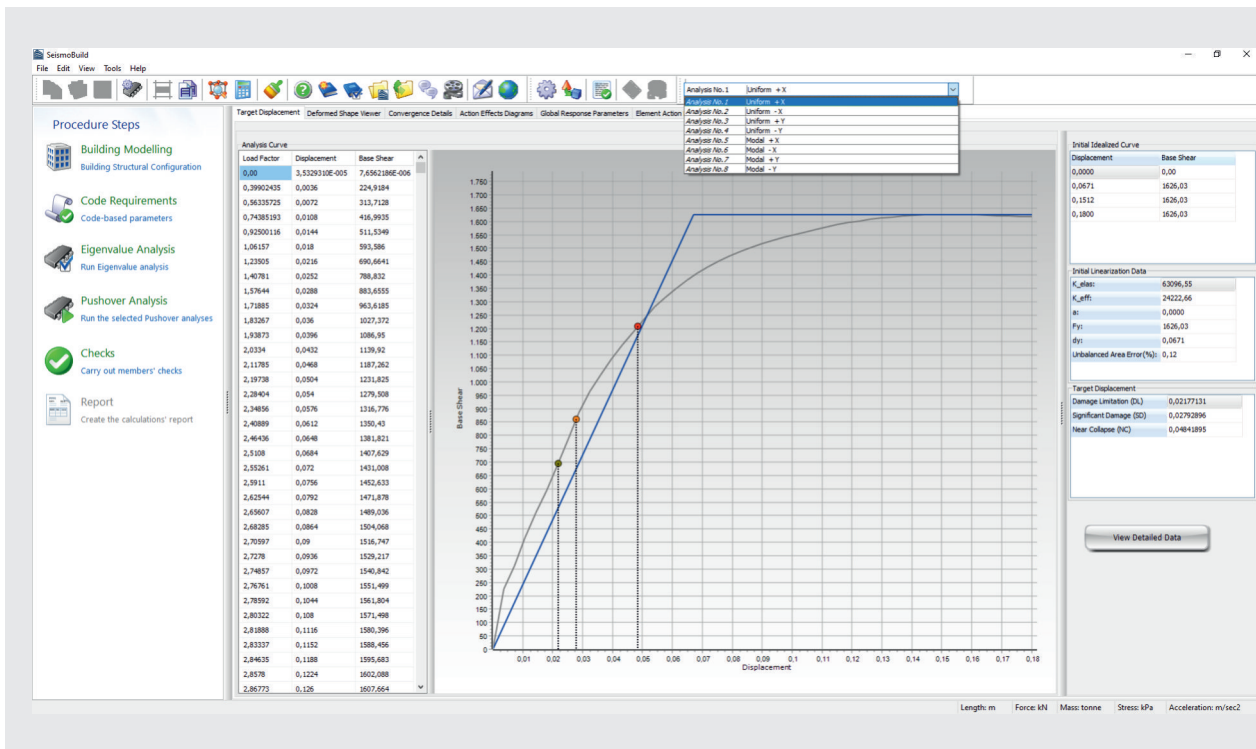 SeismoBuild
File Edit View Tools Help
Analysis No.1 Uniform +X
Analysis No.1 Uniform +X
Analysis No.2 Uniform -X
Analysis No.3 Uniform +Y
Analysis No.4 Uniform -Y
Analysis No.5 Modal +X
Analysis No.6 Modal -X
Analysis No.7 Modal +Y
Analysis No.8 Modal -Y
Procedure Steps
Building Modelling
Building Structural Configuration
Code Requirements
Code-based parameters
Eigenvalue Analysis
Run Eigenvalue analysis
Pushover Analysis
Run the selected Pushover analyses
Checks
Carry out members' checks
Report
Create the calculations' report
Target Displacement Deformed Shape Viewer Convergence Details Action Effects Diagrams Global Response Parameters Element Action
Analysis Curve
Load Factor Displacement Base Shear
0,00 3,5329310E-005 7,6562186E-006
0,39902435 0,0036 224,9184
0,56335725 0,0072 313,7128
0,74385193 0,0108 416,9935
0,92500116 0,0144 511,5349
1,06157 0,018 593,586
1,23505 0,0216 690,6641
1,40781 0,0252 788,832
1,57644 0,0288 883,6555
1,71885 0,0324 963,6185
1,83267 0,036 1027,372
1,93873 0,0396 1086,95
2,0334 0,0432 1139,92
2,11785 0,0468 1187,262
2,19738 0,0504 1231,825
2,28404 0,054 1279,508
2,34856 0,0576 1316,776
2,40889 0,0612 1350,43
2,46436 0,0648 1381,821
2,5108 0,0684 1407,629
2,55261 0,072 1431,008
2,5911 0,0756 1452,633
2,62544 0,0792 1471,878
2,65607 0,0828 1489,036
2,68285 0,0864 1504,068
2,70597 0,09 1516,747
2,7278 0,0936 1529,217
2,74857 0,0972 1540,842
2,76761 0,1008 1551,499
2,78592 0,1044 1561,804
2,80322 0,108 1571,498
2,81888 0,1116 1580,396
2,83337 0,1152 1588,456
2,84635 0,1188 1595,683
2,8578 0,1224 1602,088
2,86773 0,126 1607,664
Base Shear
1.750
1.700
1.650
1.600
1.550
1.500
1.450
1.400
1.350
1.300
1.250
1.200
1.150
1.100
1.050
1.000
950
900
850
800
750
700
650
600
550
500
450
400
350
300
250
200
150
100
50
0
0,01 0,02 0,03 0,04 0,05 0,06 0,07 0,08 0,09 0,1 0,11 0,12 0,13 0,14 0,15 0,16 0,17 0,18
Displacement
Initial Idealized Curve
Displacement Base Shear
0,0000 0,00
0,0671 1626,03
0,1512 1626,03
0,1800 1626,03
Initial Linearization Data
K_elas: 63096,55
K_eff: 24222,66
a: 0,0000
Fy: 1626,03
dy: 0,0671
Unbalanced Area Error(%): 0,12
Target Displacement
Damage Limitation (DL) 0,02177131
Significant Damage (SD) 0,02792896
Near Collapse (NC) 0,04841895
View Detailed Data
Length: m Force: kN Mass: tonne Stress: kPa Acceleration: m/sec2